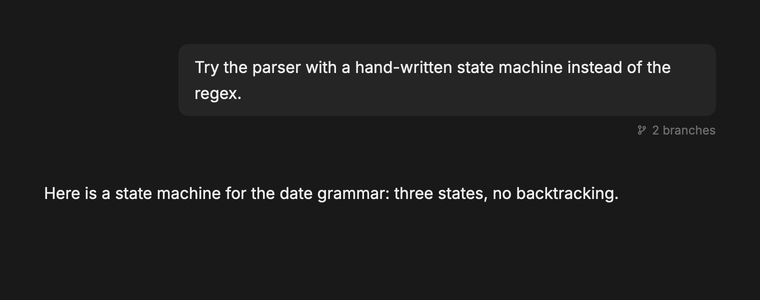 Try the parser with a hand-written state machine instead of the
regex.
2 branches
Here is a state machine for the date grammar: three states, no backtracking.